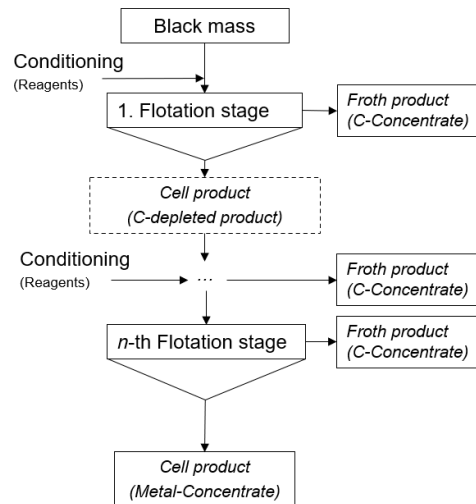 Black mass
Conditioning
(Reagents)
1. Flotation stage
Froth product
(C-Concentrate)
Cell product
(C-depleted product)
Conditioning
(Reagents)
...
Froth product
(C-Concentrate)
n-th Flotation stage
Froth product
(C-Concentrate)
Cell product
(Metal-Concentrate)